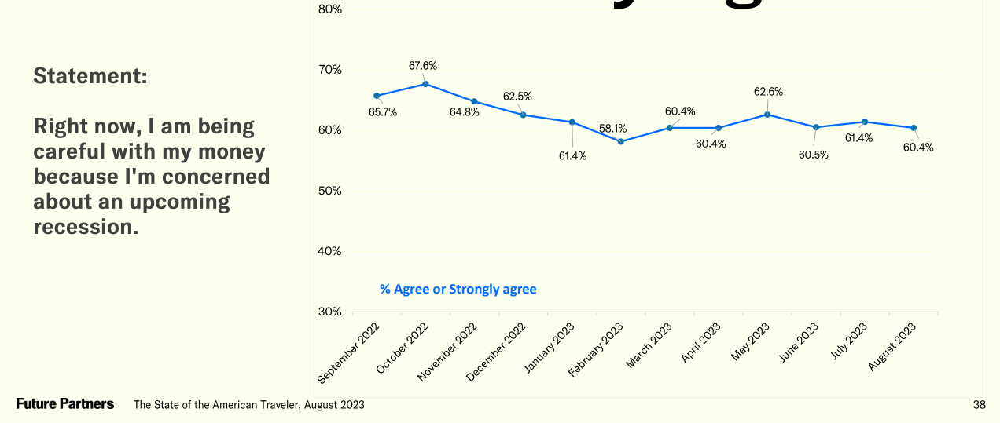 Statement:
Right now, I am being
careful with my money
because I'm concerned
about an upcoming
recession.
80%
70%
60%
50%
40%
30%
65.7%
67.6%
64.8%
62.5%
61.4%
58.1%
60.4%
60.4%
62.6%
60.5%
61.4%
60.4%
% Agree or Strongly agree
September 2022
October 2022
November 2022
December 2022
January 2023
February 2023
March 2023
April 2023
May 2023
June 2023
July 2023
August 2023
Future Partners
The State of the American Traveler, August 2023
38